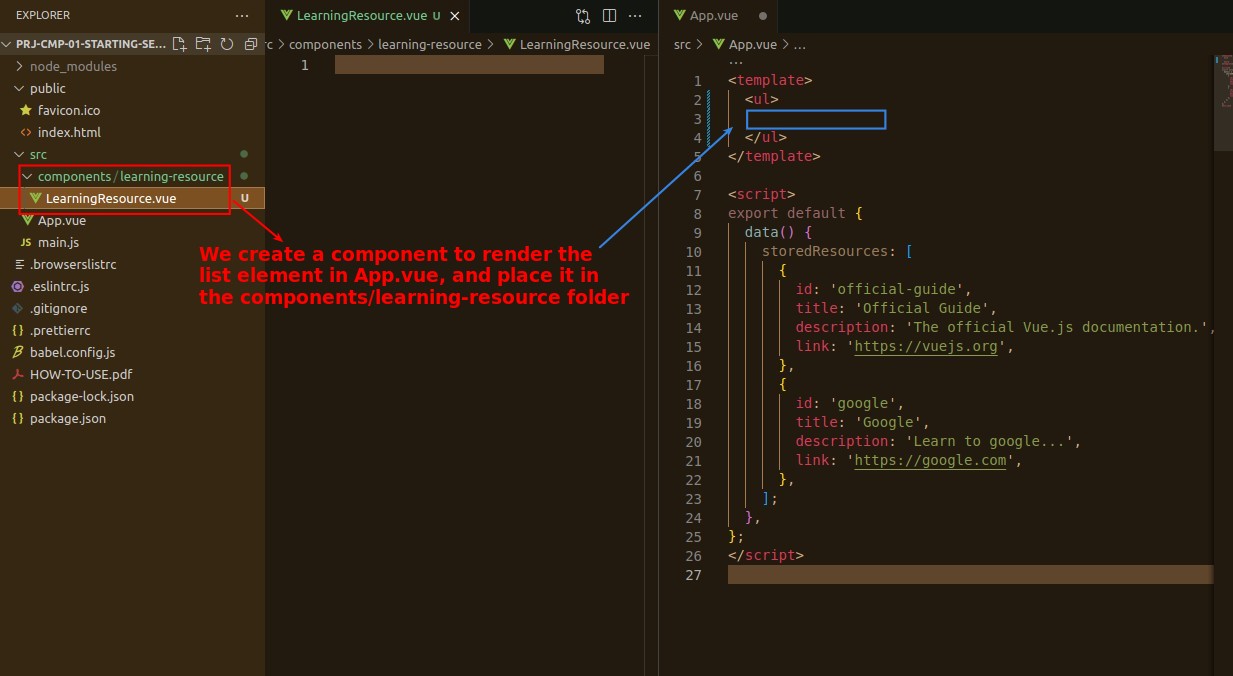 EXPLORER
PRJ-CMP-01-STARTING-SE...
node_modules
public
favicon.ico
index.html
src
components/learning-resource
LearningResource.vue U
App.vue
main.js
.browserslistrc
.eslintrc.js
.gitignore
.prettierrc
babel.config.js
HOW-TO-USE.pdf
package-lock.json
package.json
LearningResource.vue U
rc > components > learning-resource > LearningResource.vue
1
We create a component to render the
list element in App.vue, and place it in
the components/learning-resource folder
App.vue
src > App.vue > ...
...
1 <template>
2 <ul>
3
4 </ul>
5 </template>
6
7 <script>
8 export default {
9 data() {
10 storedResources: [
11 {
12 id: 'official-guide',
13 title: 'Official Guide',
14 description: 'The official Vue.js documentation.',
15 link: 'https://vuejs.org',
16 },
17 {
18 id: 'google',
19 title: 'Google',
20 description: 'Learn to google...',
21 link: 'https://google.com',
22 },
23 ];
24 },
25 };
26 </script>
27